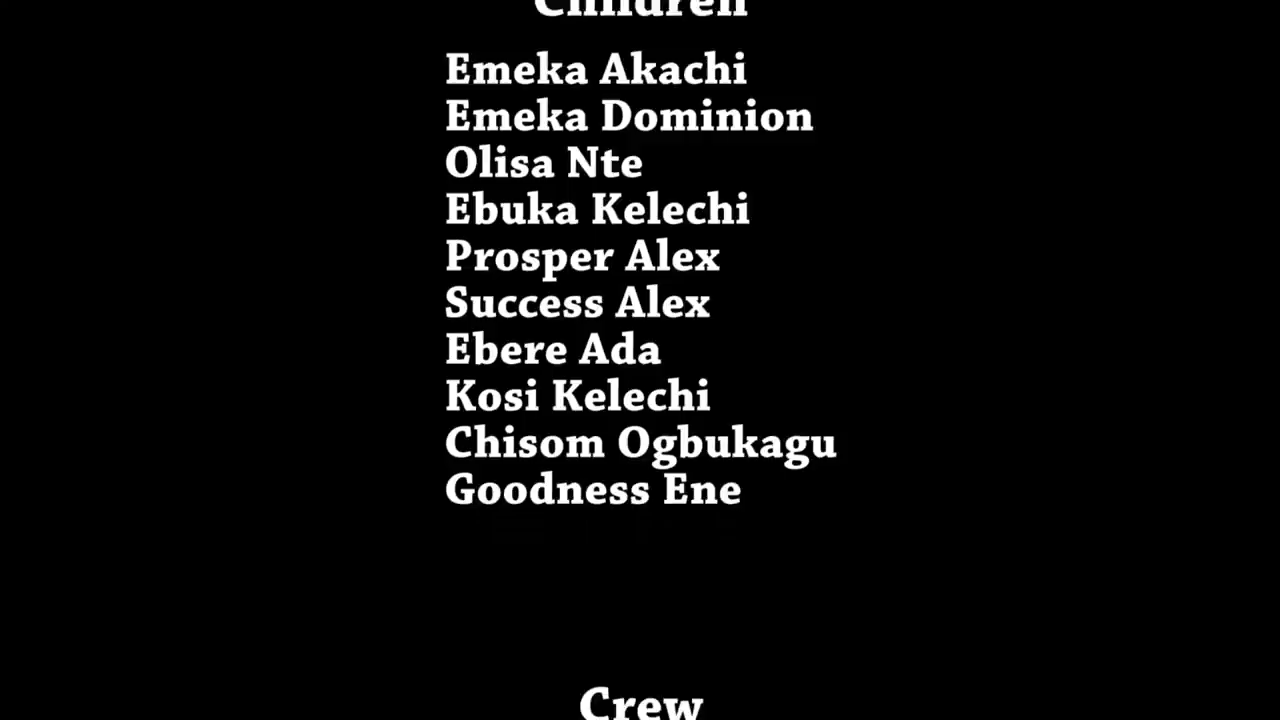 Children
Emeka Akachi
Emeka Dominion
Olisa Nte
Ebuka Kelechi
Prosper Alex
Success Alex
Ebere Ada
Kosi Kelechi
Chisom Ogbukagu
Goodness Ene
Crew